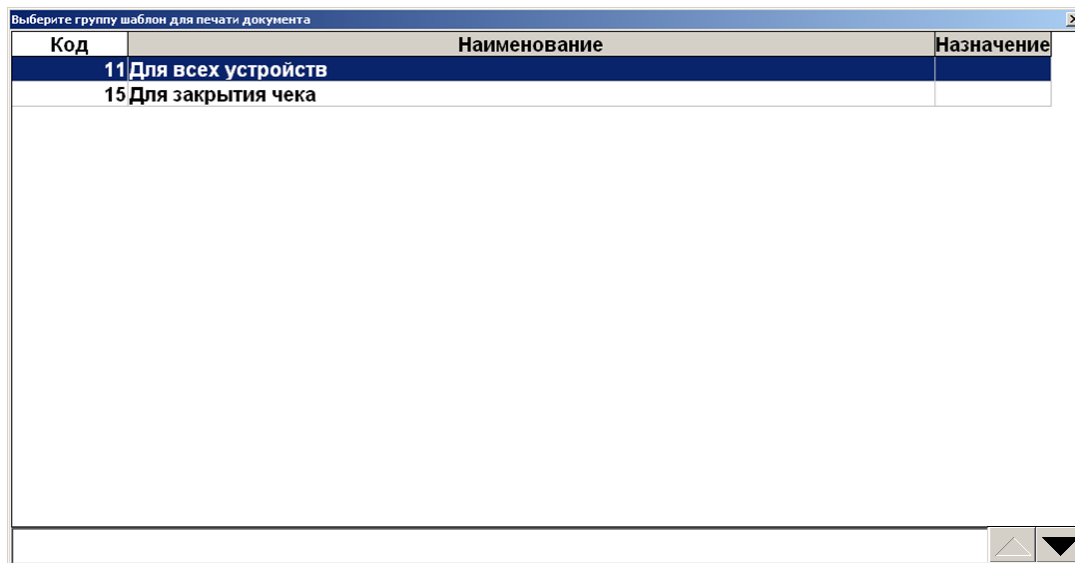 Выберите группу шаблон для печати документа
Код Наименование Назначение
11 Для всех устройств
15 Для закрытия чека